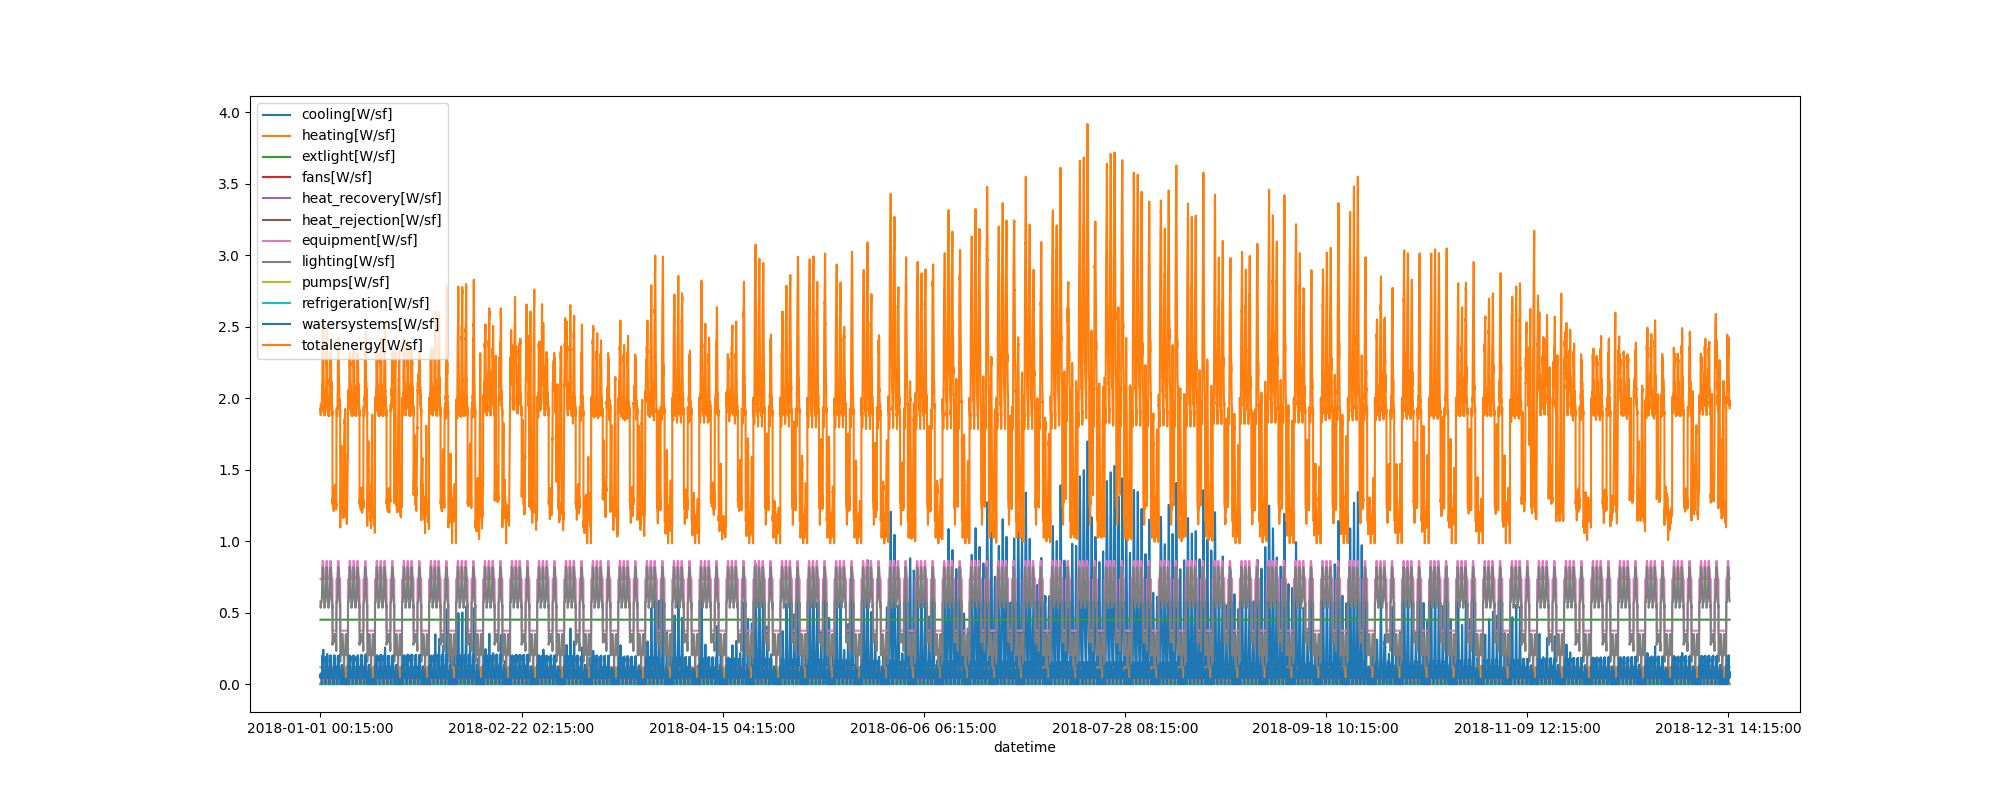 4.0
3.5
3.0
2.5
2.0
1.5
1.0
0.5
0.0
cooling[W/sf]
heating[W/sf]
extlight[W/sf]
fans[W/sf]
heat_recovery[W/sf]
heat_rejection[W/sf]
equipment[W/sf]
lighting[W/sf]
pumps[W/sf]
refrigeration[W/sf]
watersystems[W/sf]
totalenergy[W/sf]
2018-01-01 00:15:00 2018-02-22 02:15:00 2018-04-15 04:15:00 2018-06-06 06:15:00 2018-07-28 08:15:00 2018-09-18 10:15:00 2018-11-09 12:15:00 2018-12-31 14:15:00
datetime